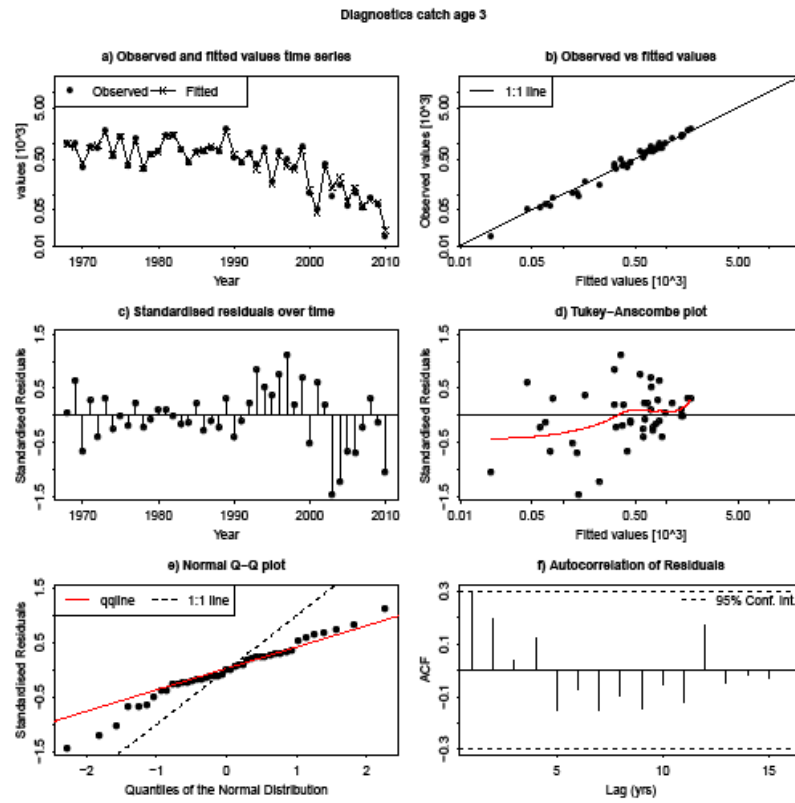 Diagnostics catch age 3
a) Observed and fitted values time series
Observed Fitted
values [10^3]
5.00
0.50
0.05
0.01
1970 1980 1990 2000 2010
Year
b) Observed vs fitted values
1:1 line
Observed values [10^3]
5.00
0.50
0.05
0.01
0.01 0.05 0.50 5.00
Fitted values [10^3]
c) Standardised residuals over time
Standardised Residuals
1.5
0.5
−0.5
−1.5
1970 1980 1990 2000 2010
Year
d) Tukey−Anscombe plot
Standardised Residuals
1.5
0.5
−0.5
−1.5
0.01 0.05 0.50 5.00
Fitted values [10^3]
e) Normal Q−Q plot
qqline 1:1 line
Standardised Residuals
1.5
0.5
−0.5
−1.5
−2 −1 0 1 2
Quantiles of the Normal Distribution
f) Autocorrelation of Residuals
95% Conf. Int.
ACF
0.3
0.1
−0.1
−0.3
5 10 15
Lag (yrs)